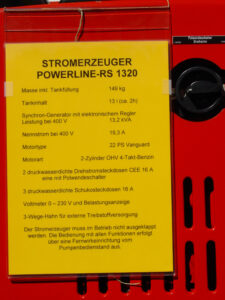 STROMERZEUGER
POWERLINE-RS 1320
Masse inkl. Tankfüllung 149 kg
Tankinhalt 13 l (ca. 2h)
Synchron-Generator mit elektronischem Regler
Leistung bei 400 V 13,2 kVA
Nennstrom bei 400 V 19,3 A
Motortype 22 PS Vanguard
Motorart 2-Zylinder OHV 4-Takt-Benzin
2 druckwasserdichte Drehstromsteckdosen CEE 16 A
eine mit Polwendeschalter
3 druckwasserdichte Schukosteckdosen 16 A
Voltmeter 0 – 230 V und Belastungsanzeige
3-Wege-Hahn für externe Treibstoffversorgung
Der Stromerzeuger muss im Betrieb nicht ausgeklappt
werden. Die Bedienung mit allen Funktionen erfolgt
über eine Fernwirkeinrichtung vom
Pumpenbedienstand aus.